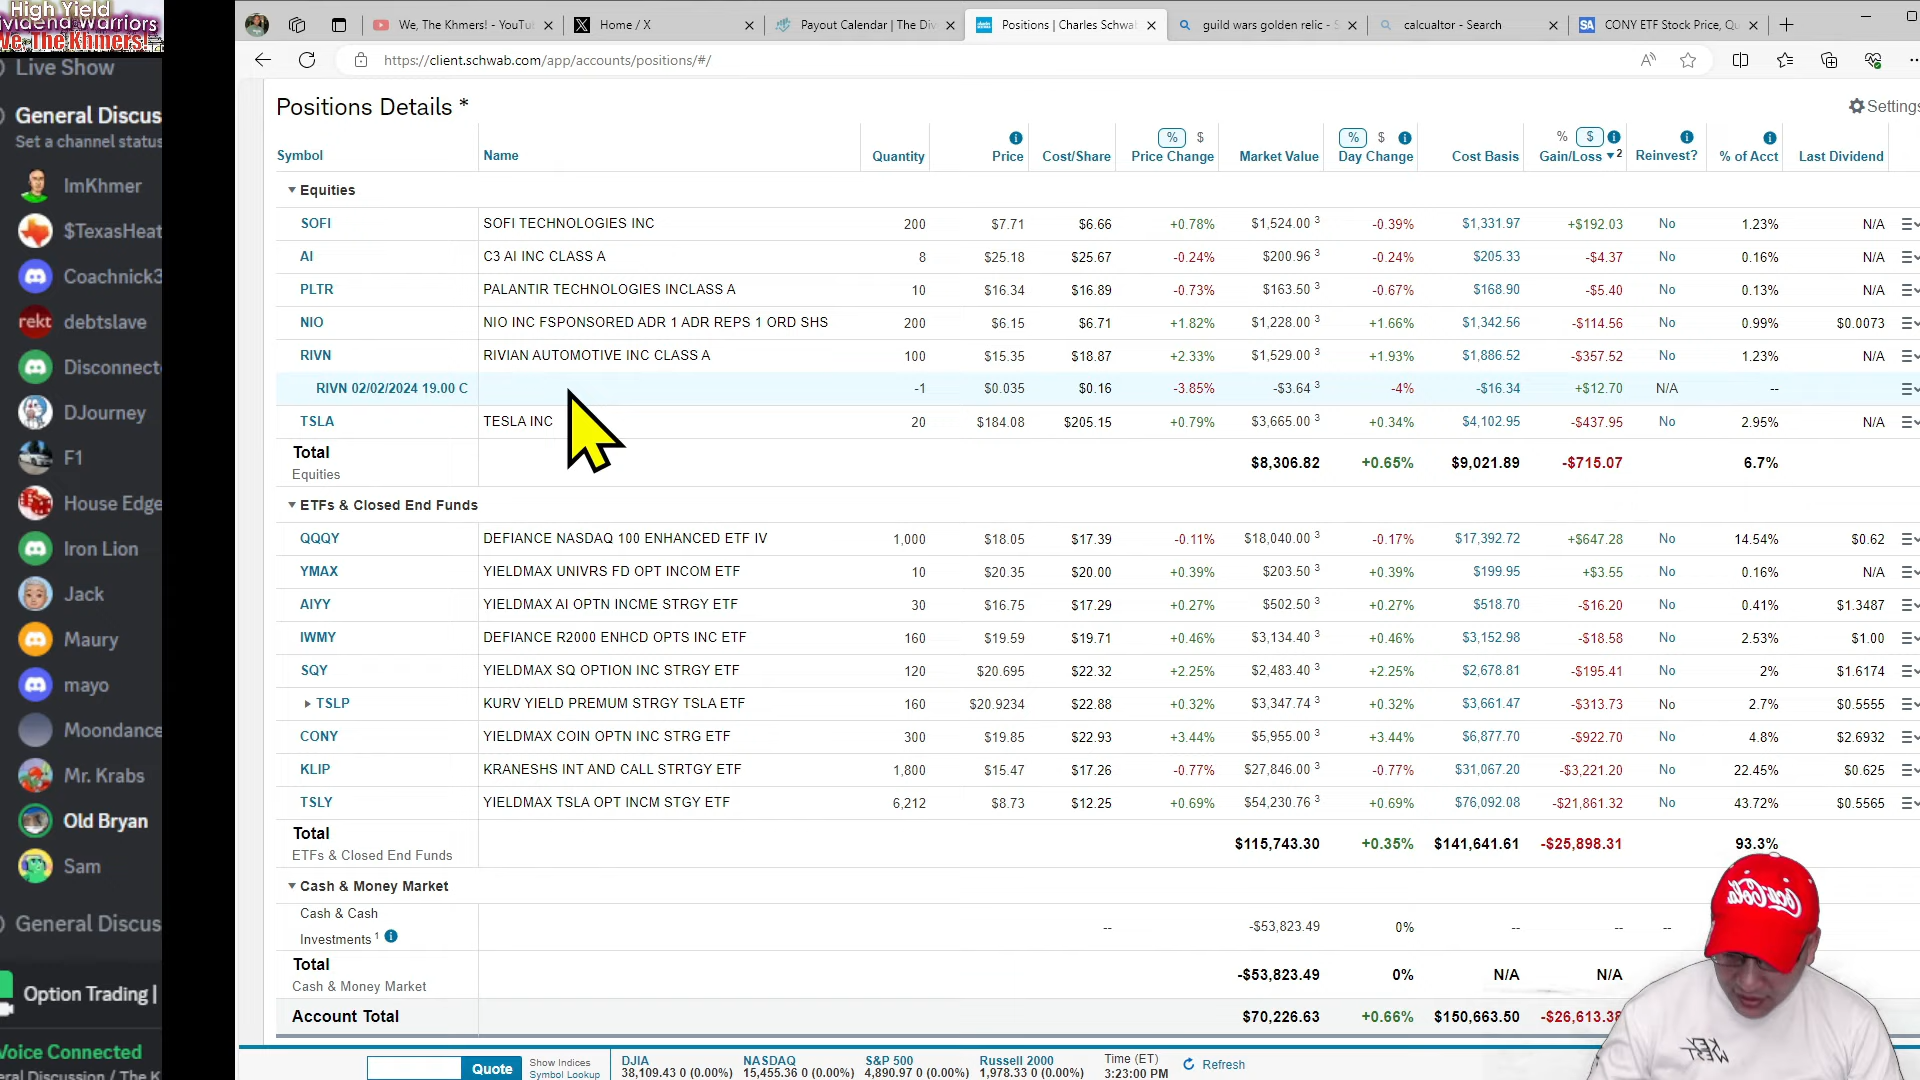 High Yield
Dividend Warriors
We, The Khmers!
Live Show
General Discus
Set a channel status
ImKhmer
$TexasHeat
Coachnick3
rekt debtslave
Disconnect
DJourney
F1
House Edge
Iron Lion
Jack
Maury
mayo
Moondance
Mr. Krabs
Old Bryan
Sam
General Discus
Option Trading |
Voice Connected
eral Discussion / The K
We, The Khmers! - YouTu
Home / X
Payout Calendar | The Div
Positions | Charles Schwa
guild wars golden relic - S
calcualtor - Search
SA CONY ETF Stock Price, Qu
https://client.schwab.com/app/accounts/positions/#/
Positions Details *
Settings
Symbol Name Quantity Price Cost/Share % $ Price Change Market Value % $ Day Change Cost Basis % $ Gain/Loss 2 Reinvest? % of Acct Last Dividend
Equities
SOFI SOFI TECHNOLOGIES INC 200 $7.71 $6.66 +0.78% $1,524.00 3 -0.39% $1,331.97 +$192.03 No 1.23% N/A
AI C3 AI INC CLASS A 8 $25.18 $25.67 -0.24% $200.96 3 -0.24% $205.33 -$4.37 No 0.16% N/A
PLTR PALANTIR TECHNOLOGIES INCLASS A 10 $16.34 $16.89 -0.73% $163.50 3 -0.67% $168.90 -$5.40 No 0.13% N/A
NIO NIO INC FSPONSORED ADR 1 ADR REPS 1 ORD SHS 200 $6.15 $6.71 +1.82% $1,228.00 3 +1.66% $1,342.56 -$114.56 No 0.99% $0.0073
RIVN RIVIAN AUTOMOTIVE INC CLASS A 100 $15.35 $18.87 +2.33% $1,529.00 3 +1.93% $1,886.52 -$357.52 No 1.23% N/A
RIVN 02/02/2024 19.00 C -1 $0.035 $0.16 -3.85% -$3.64 3 -4% -$16.34 +$12.70 N/A --
TSLA TESLA INC 20 $184.08 $205.15 +0.79% $3,665.00 3 +0.34% $4,102.95 -$437.95 No 2.95% N/A
Total
Equities $8,306.82 +0.65% $9,021.89 -$715.07 6.7%
ETFs & Closed End Funds
QQQY DEFIANCE NASDAQ 100 ENHANCED ETF IV 1,000 $18.05 $17.39 -0.11% $18,040.00 3 -0.17% $17,392.72 +$647.28 No 14.54% $0.62
YMAX YIELDMAX UNIVRS FD OPT INCOM ETF 10 $20.35 $20.00 +0.39% $203.50 3 +0.39% $199.95 +$3.55 No 0.16% N/A
AIYY YIELDMAX AI OPTN INCME STRGY ETF 30 $16.75 $17.29 +0.27% $502.50 3 +0.27% $518.70 -$16.20 No 0.41% $1.3487
IWMY DEFIANCE R2000 ENHCD OPTS INC ETF 160 $19.59 $19.71 +0.46% $3,134.40 3 +0.46% $3,152.98 -$18.58 No 2.53% $1.00
SQY YIELDMAX SQ OPTION INC STRGY ETF 120 $20.695 $22.32 +2.25% $2,483.40 3 +2.25% $2,678.81 -$195.41 No 2% $1.6174
TSLP KURV YIELD PREMUM STRGY TSLA ETF 160 $20.9234 $22.88 +0.32% $3,347.74 3 +0.32% $3,661.47 -$313.73 No 2.7% $0.5555
CONY YIELDMAX COIN OPTN INC STRG ETF 300 $19.85 $22.93 +3.44% $5,955.00 3 +3.44% $6,877.70 -$922.70 No 4.8% $2.6932
KLIP KRANESHS INT AND CALL STRTGY ETF 1,800 $15.47 $17.26 -0.77% $27,846.00 3 -0.77% $31,067.20 -$3,221.20 No 22.45% $0.625
TSLY YIELDMAX TSLA OPT INCM STGY ETF 6,212 $8.73 $12.25 +0.69% $54,230.76 3 +0.69% $76,092.08 -$21,861.32 No 43.72% $0.5565
Total
ETFs & Closed End Funds $115,743.30 +0.35% $141,641.61 -$25,898.31 93.3%
Cash & Money Market
Cash & Cash
Investments 1 -- -$53,823.49 0% -- -- --
Total
Cash & Money Market -$53,823.49 0% N/A N/A
Account Total $70,226.63 +0.66% $150,663.50 -$26,613.38
Quote
Show Indices
Symbol Lookup
DJIA
38,109.43 0 (0.00%)
NASDAQ
15,455.36 0 (0.00%)
S&P 500
4,890.97 0 (0.00%)
Russell 2000
1,978.33 0 (0.00%)
Time (ET)
3:23:00 PM
Refresh
Coca-Cola
KEY
WEST